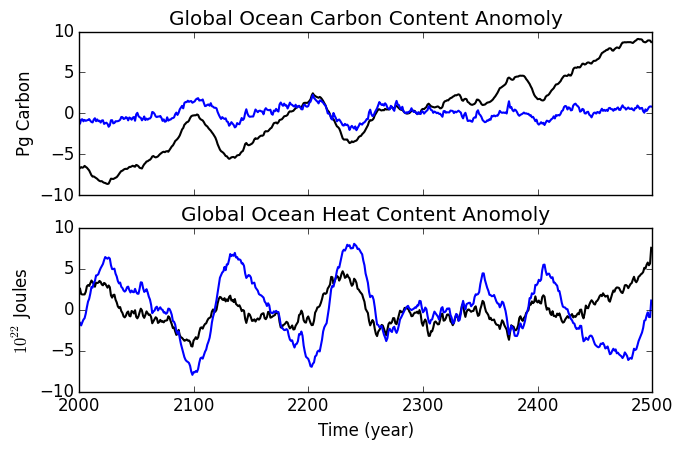 Global Ocean Carbon Content Anomoly
10
5
0
−5
−10
Pg Carbon
Global Ocean Heat Content Anomoly
10
5
0
−5
−10
10²² Joules
2000 2100 2200 2300 2400 2500
Time (year)